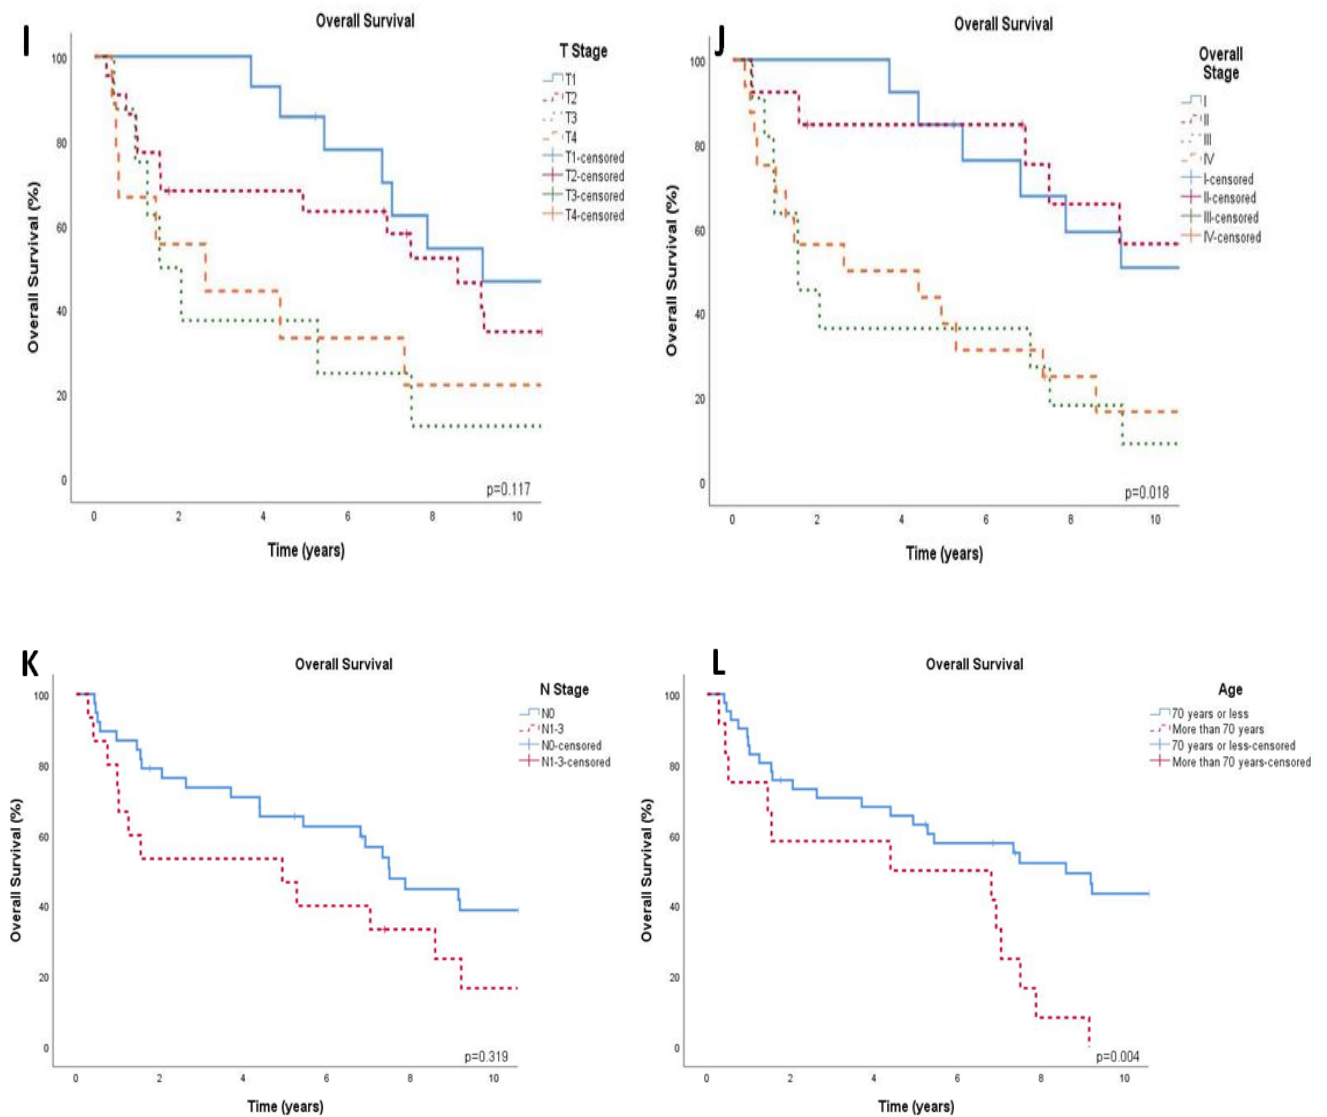 I
Overall Survival
Overall Survival (%)
100
80
60
40
20
0
0 2 4 6 8 10
Time (years)
p=0.117
T Stage
T1
T2
T3
T4
T1-censored
T2-censored
T3-censored
T4-censored
J
Overall Survival
Overall Survival (%)
100
80
60
40
20
0
0 2 4 6 8 10
Time (years)
p=0.018
Overall
Stage
I
II
III
IV
I-censored
II-censored
III-censored
IV-censored
K
Overall Survival
Overall Survival (%)
100
80
60
40
20
0
0 2 4 6 8 10
Time (years)
p=0.319
N Stage
N0
N1-3
N0-censored
N1-3-censored
L
Overall Survival
Overall Survival (%)
100
80
60
40
20
0
0 2 4 6 8 10
Time (years)
p=0.004
Age
70 years or less
More than 70 years
70 years or less-censored
More than 70 years-censored